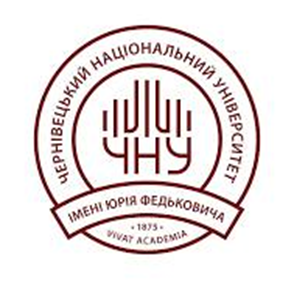 ЧЕРНІВЕЦЬКИЙ НАЦІОНАЛЬНИЙ УНІВЕРСИТЕТ
ЧНУ
ІМЕНІ ЮРІЯ ФЕДЬКОВИЧА
· 1875 ·
VIVAT ACADEMIA